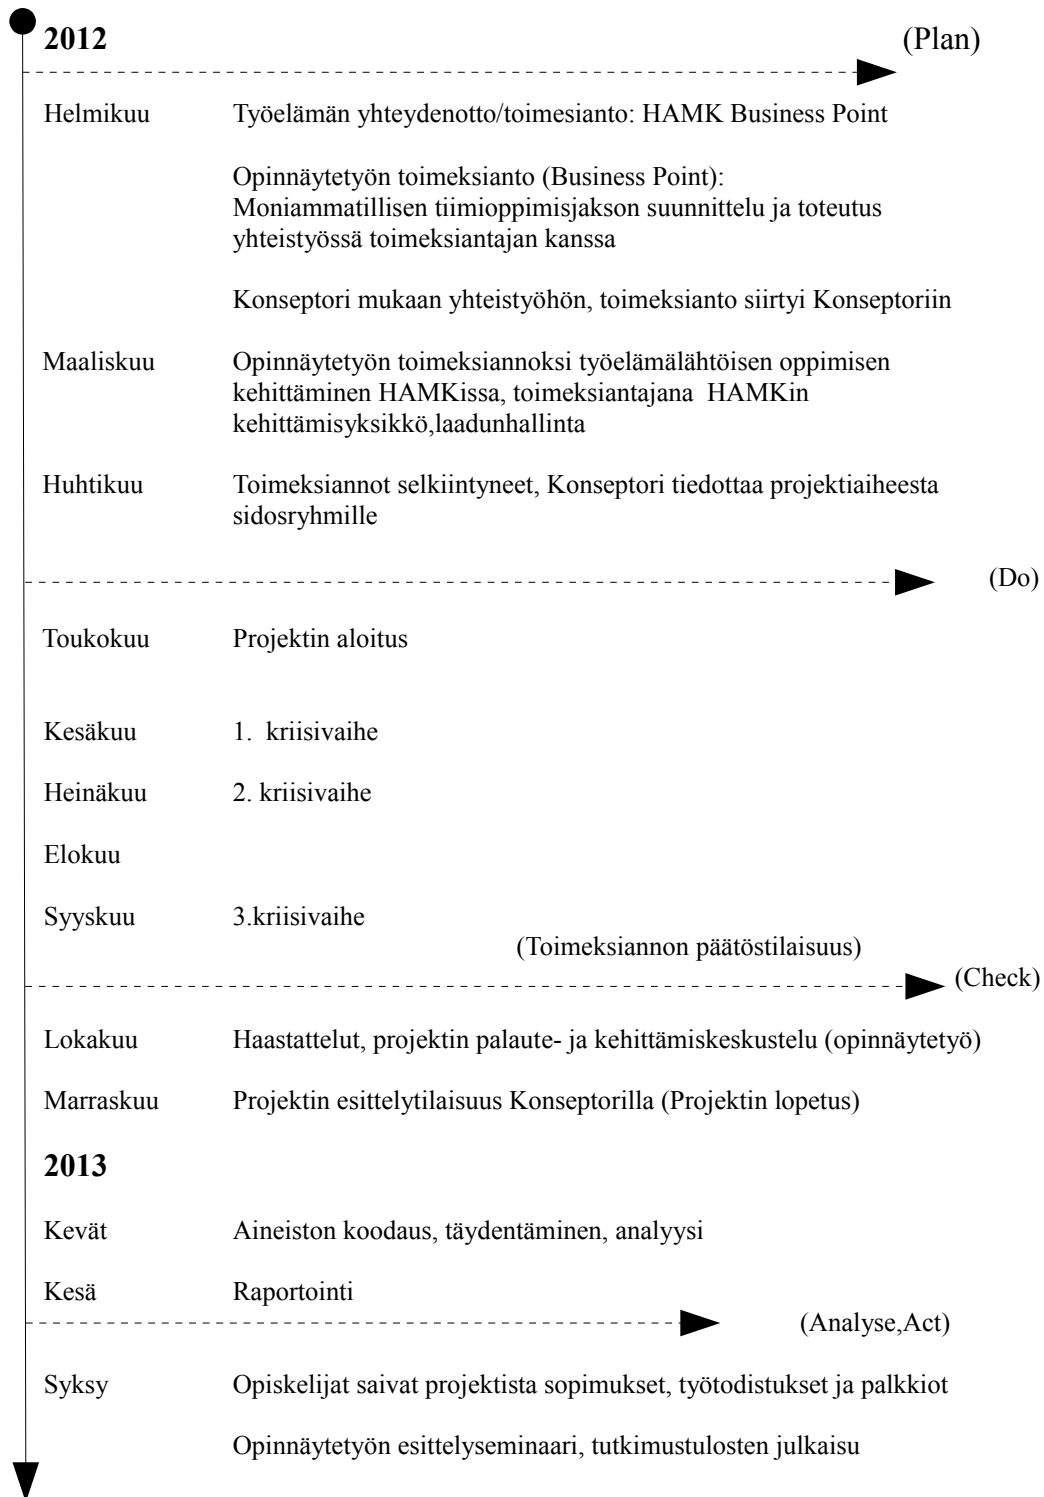 2012 (Plan)
Helmikuu Työelämän yhteydenotto/toimesianto: HAMK Business Point
Opinnäytetyön toimeksianto (Business Point):
Moniammatillisen tiimioppimisjakson suunnittelu ja toteutus
yhteistyössä toimeksiantajan kanssa
Konseptori mukaan yhteistyöhön, toimeksianto siirtyi Konseptoriin
Maaliskuu Opinnäytetyön toimeksiannoksi työelämälähtöisen oppimisen
kehittäminen HAMKissa, toimeksiantajana HAMKin
kehittämisyksikkö,laadunhallinta
Huhtikuu Toimeksiannot selkiintyneet, Konseptori tiedottaa projektiaiheesta
sidosryhmille
(Do)
Toukokuu Projektin aloitus
Kesäkuu 1. kriisivaihe
Heinäkuu 2. kriisivaihe
Elokuu
Syyskuu 3.kriisivaihe
(Toimeksiannon päätöstilaisuus)
(Check)
Lokakuu Haastattelut, projektin palaute- ja kehittämiskeskustelu (opinnäytetyö)
Marraskuu Projektin esittelytilaisuus Konseptorilla (Projektin lopetus)
2013
Kevät Aineiston koodaus, täydentäminen, analyysi
Kesä Raportointi
(Analyse,Act)
Syksy Opiskelijat saivat projektista sopimukset, työtodistukset ja palkkiot
Opinnäytetyön esittelyseminaari, tutkimustulosten julkaisu